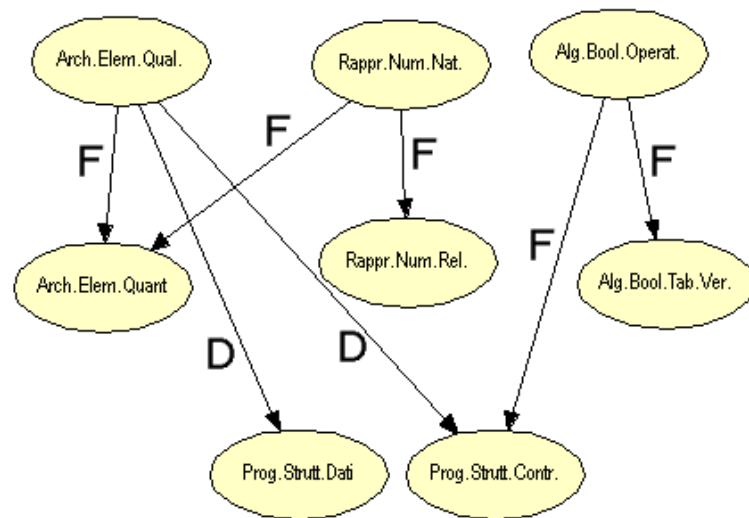 Arch.Elem.Qual.
Rappr.Num.Nat.
Alg.Bool.Operat.
F
F
F
F
F
Arch.Elem.Quant
Rappr.Num.Rel.
Alg.Bool.Tab.Ver.
D
D
Prog.Strutt.Dati
Prog.Strutt.Contr.